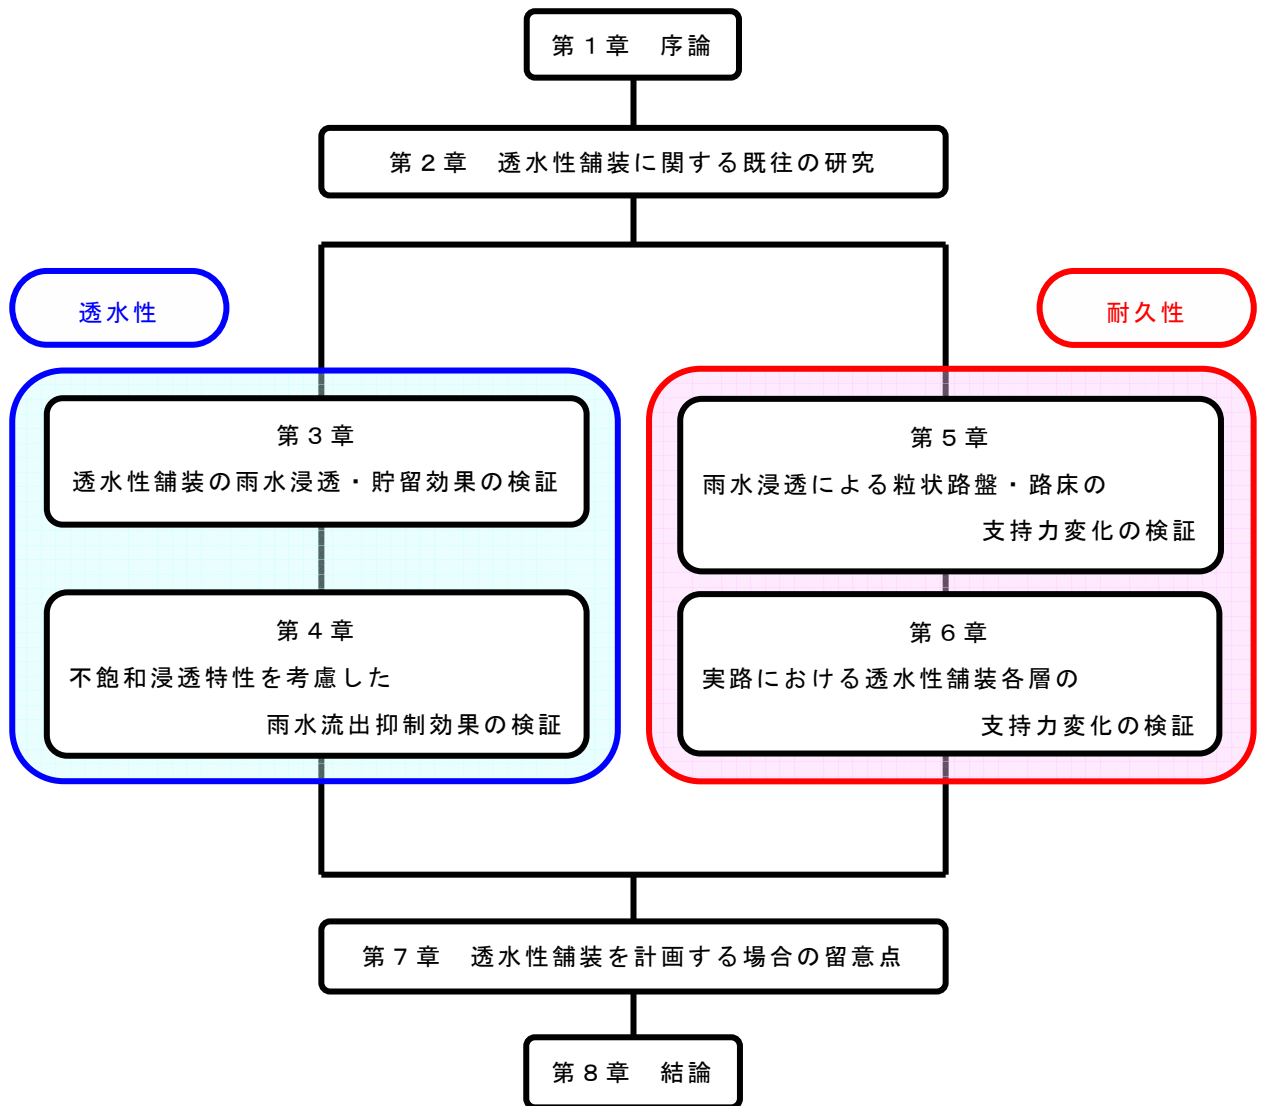 第１章　序論
第２章　透水性舗装に関する既往の研究
透水性
第３章
透水性舗装の雨水浸透・貯留効果の検証
第４章
不飽和浸透特性を考慮した
雨水流出抑制効果の検証
耐久性
第５章
雨水浸透による粒状路盤・路床の
支持力変化の検証
第６章
実路における透水性舗装各層の
支持力変化の検証
第７章　透水性舗装を計画する場合の留意点
第８章　結論